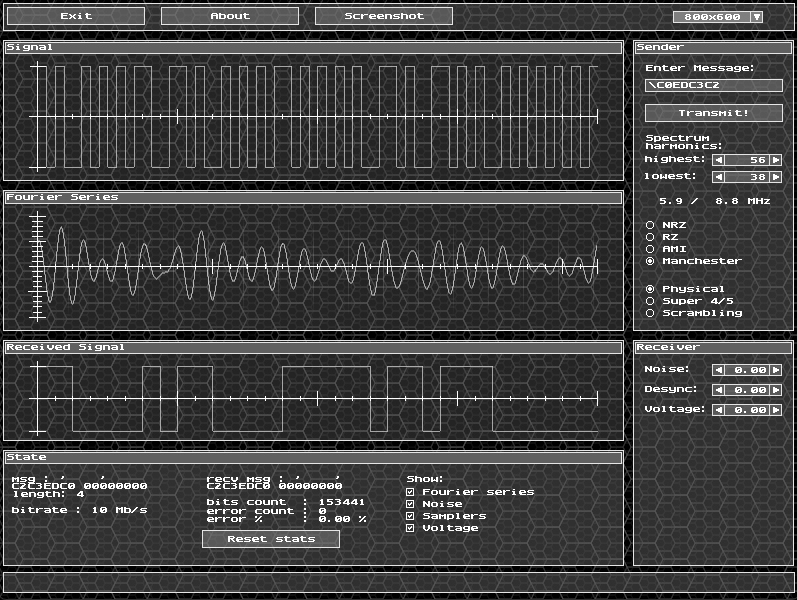 Exit About Screenshot 800x600
Signal
Fourier Series
Received Signal
State
msg : ' '
C2C3EDC0 00000000
length: 4
bitrate : 10 Mb/s
recv msg : ' '
C2C3EDC0 00000000
bits count : 153441
error count : 0
error % : 0.00 %
Reset stats
Show:
Fourier series
Noise
Samplers
Voltage
Sender
Enter Message:
\C0EDC3C2
Transmit!
Spectrum
harmonics:
highest: 56
lowest: 38
5.9 / 8.8 MHz
NRZ
RZ
AMI
Manchester
Physical
Super 4/5
Scrambling
Receiver
Noise: 0.00
Desync: 0.00
Voltage: 0.00